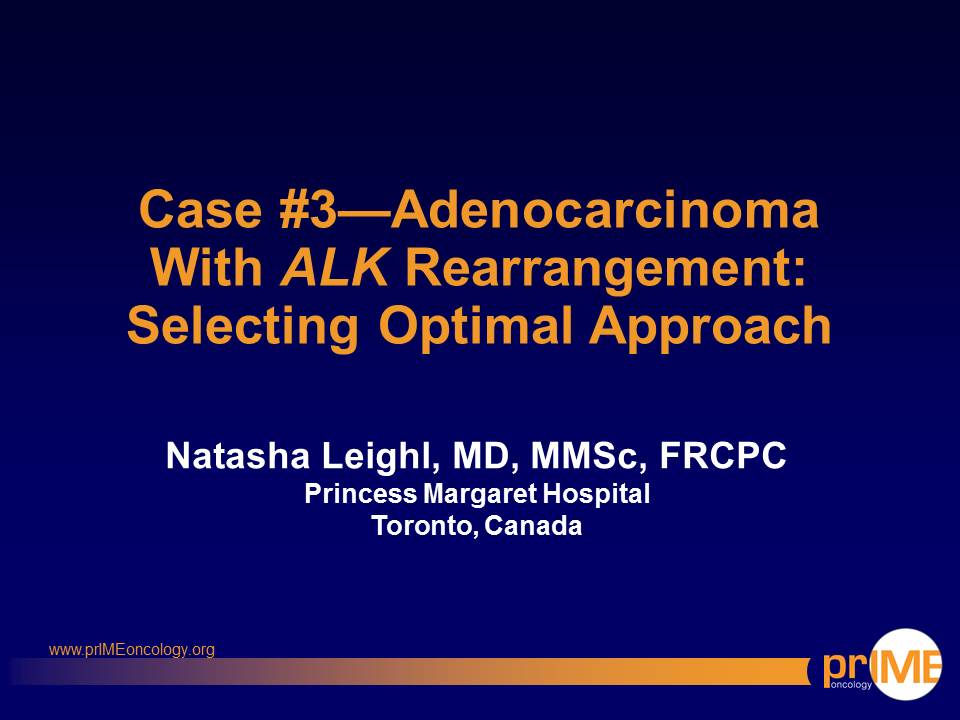 Case #3—Adenocarcinoma
With ALK Rearrangement:
Selecting Optimal Approach
Natasha Leighl, MD, MMSc, FRCPC
Princess Margaret Hospital
Toronto, Canada
www.prIMEoncology.org
prIME
oncology